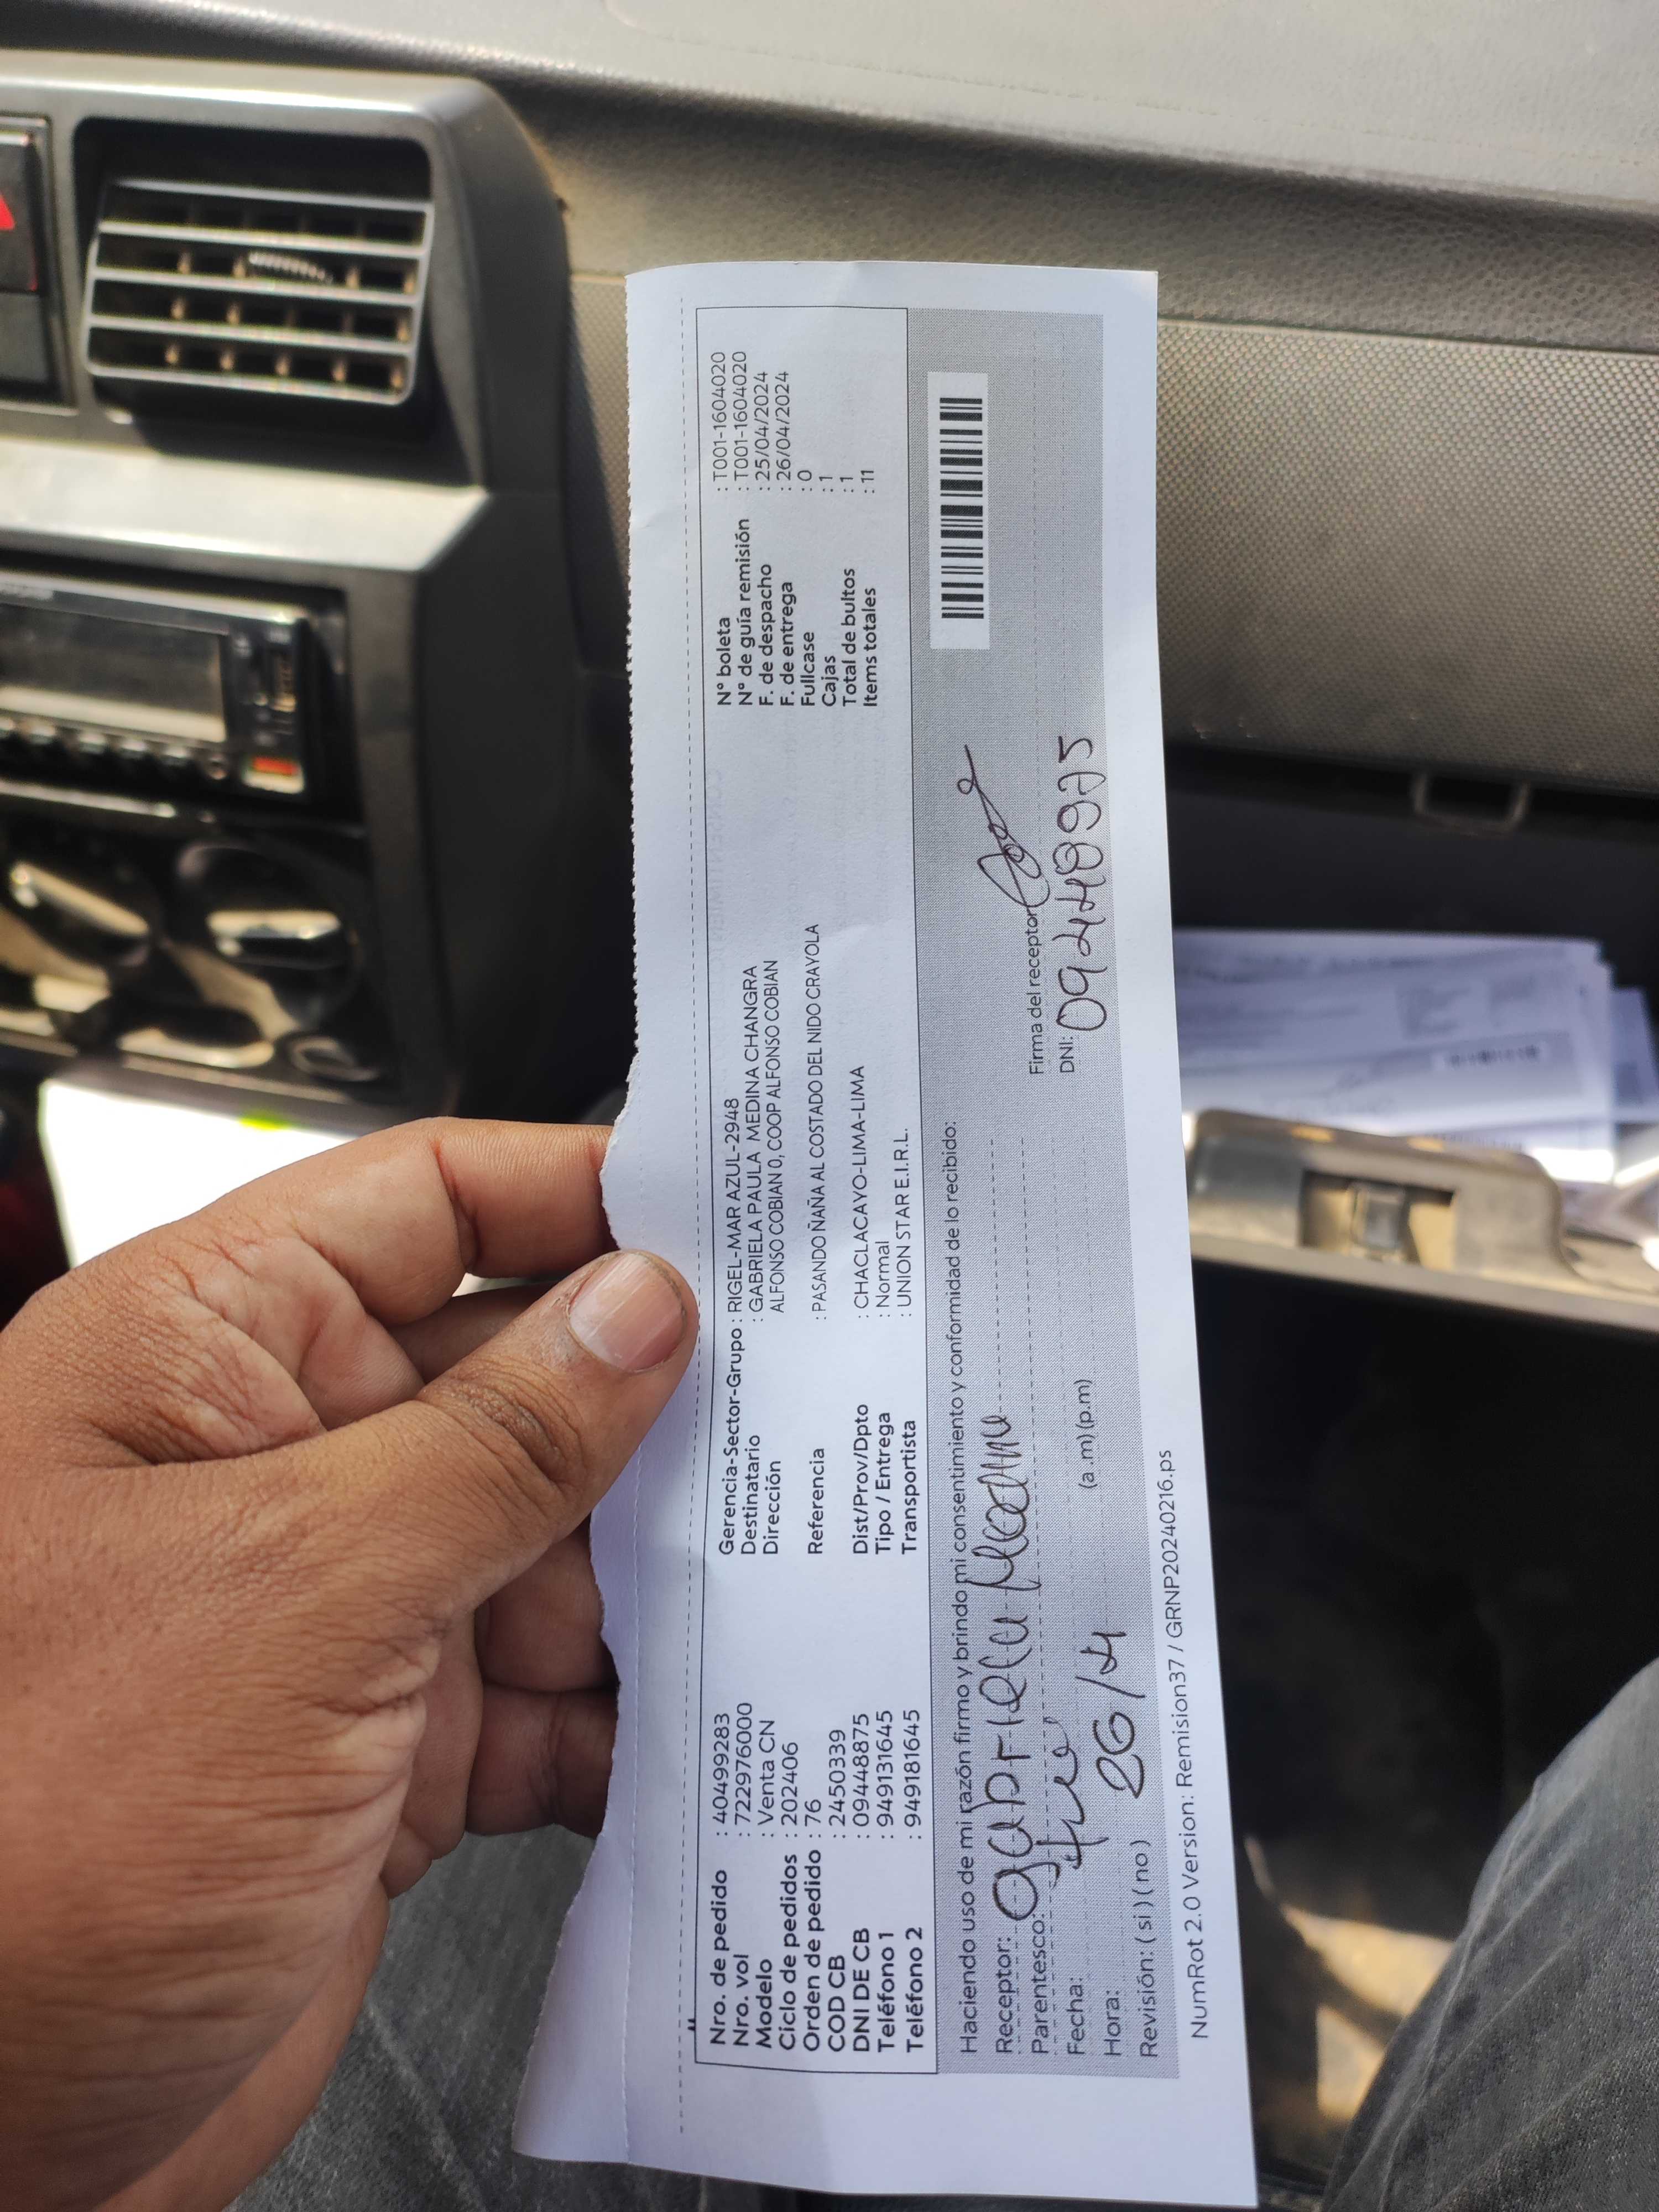 Nro. de pedido : 40499283
Nro. vol : 722976000
Modelo : Venta CN
Ciclo de pedidos : 202406
Orden de pedido : 76
COD CB : 2450339
DNI DE CB : 09448875
Teléfono 1 : 949131645
Teléfono 2 : 949181645
Gerencia-Sector-Grupo : RIGEL-MAR AZUL-2948
Destinatario : GABRIELA PAULA MEDINA CHANGRA
Dirección ALFONSO COBIAN 0, COOP ALFONSO COBIAN
Referencia : PASANDO ÑAÑA AL COSTADO DEL NIDO CRAYOLA
Dist/Prov/Dpto : CHACLACAYO-LIMA-LIMA
Tipo / Entrega : Normal
Transportista : UNION STAR E.I.R.L.
N° boleta : T001-1604020
N° de guía remisión : T001-1604020
F. de despacho : 25/04/2024
F. de entrega : 26/04/2024
Fullcase : 0
Cajas : 1
Total de bultos : 1
Items totales : 11
Haciendo uso de mi razón firmo y brindo mi consentimiento y conformidad de lo recibido:
Receptor: Gabriela Medina
Parentesco:
Fecha: 26/4
Hora: (a.m)(p.m)
Revisión: ( si ) ( no )
Firma del receptor
DNI:
NumRot 2.0 Version: Remision37 / GRNP20240216.ps